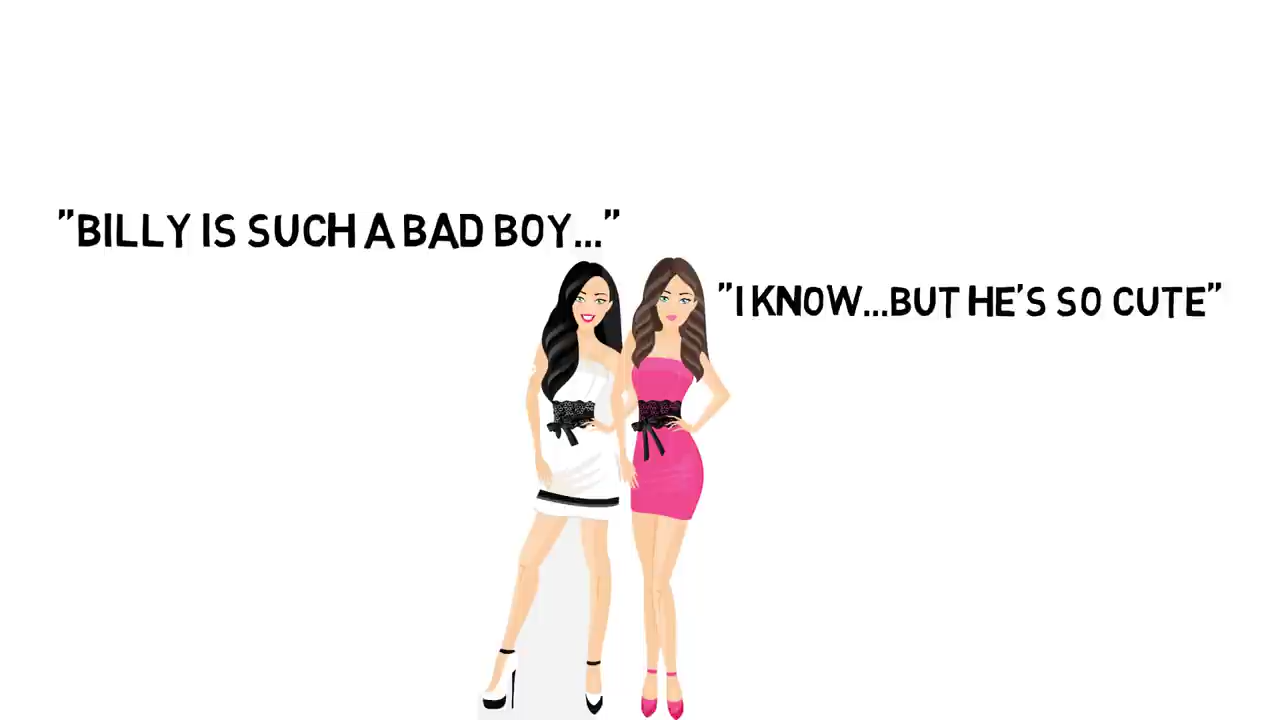 "BILLY IS SUCH A BAD BOY..."
"I KNOW...BUT HE'S SO CUTE"